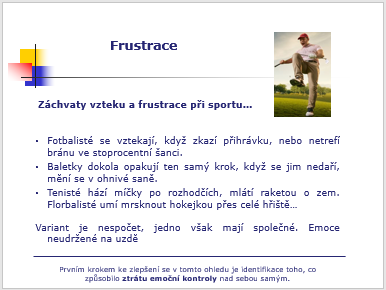 Frustrace
Záchvaty vzteku a frustrace při sportu…
• Fotbalisté se vztekají, když zkazí přihrávku, nebo netrefí
bránu ve stoprocentní šanci.
• Baletky dokola opakují ten samý krok, když se jim nedaří,
mění se v ohnivé saně.
• Tenisté hází míčky po rozhodčích, mlátí raketou o zem.
Florbalisté umí mrsknout hokejkou přes celé hřiště…
Variant je nespočet, jedno však mají společné. Emoce
neudržené na uzdě
Prvním krokem ke zlepšení se v tomto ohledu je identifikace toho, co
způsobilo ztrátu emoční kontroly nad sebou samým.